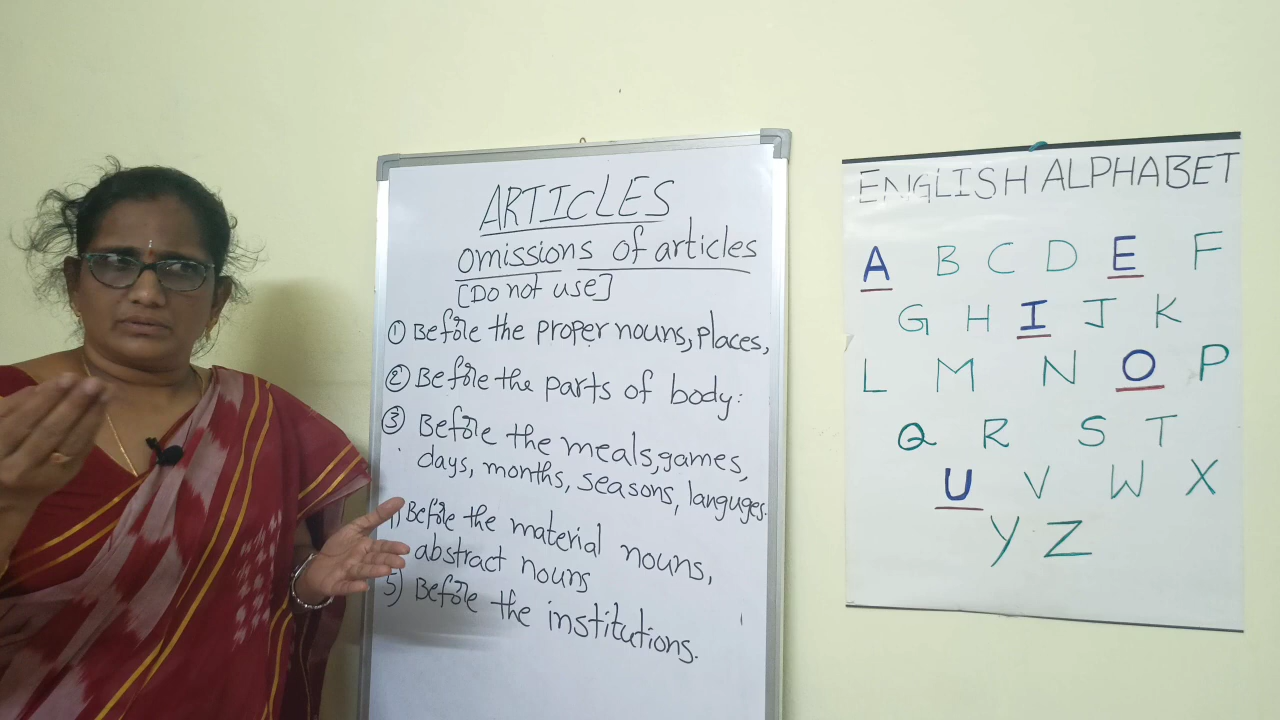 ARTICLES
omissions of articles
[Do not use]
① Before the proper nouns, places,
② Before the parts of body:
③ Before the meals, games,
days, months, seasons, languges.
4) Before the material nouns,
abstract nouns
5) Before the institutions.
ENGLISH ALPHABET
A B C D E F
G H I J K
L M N O P
Q R S T
U V W X
Y Z